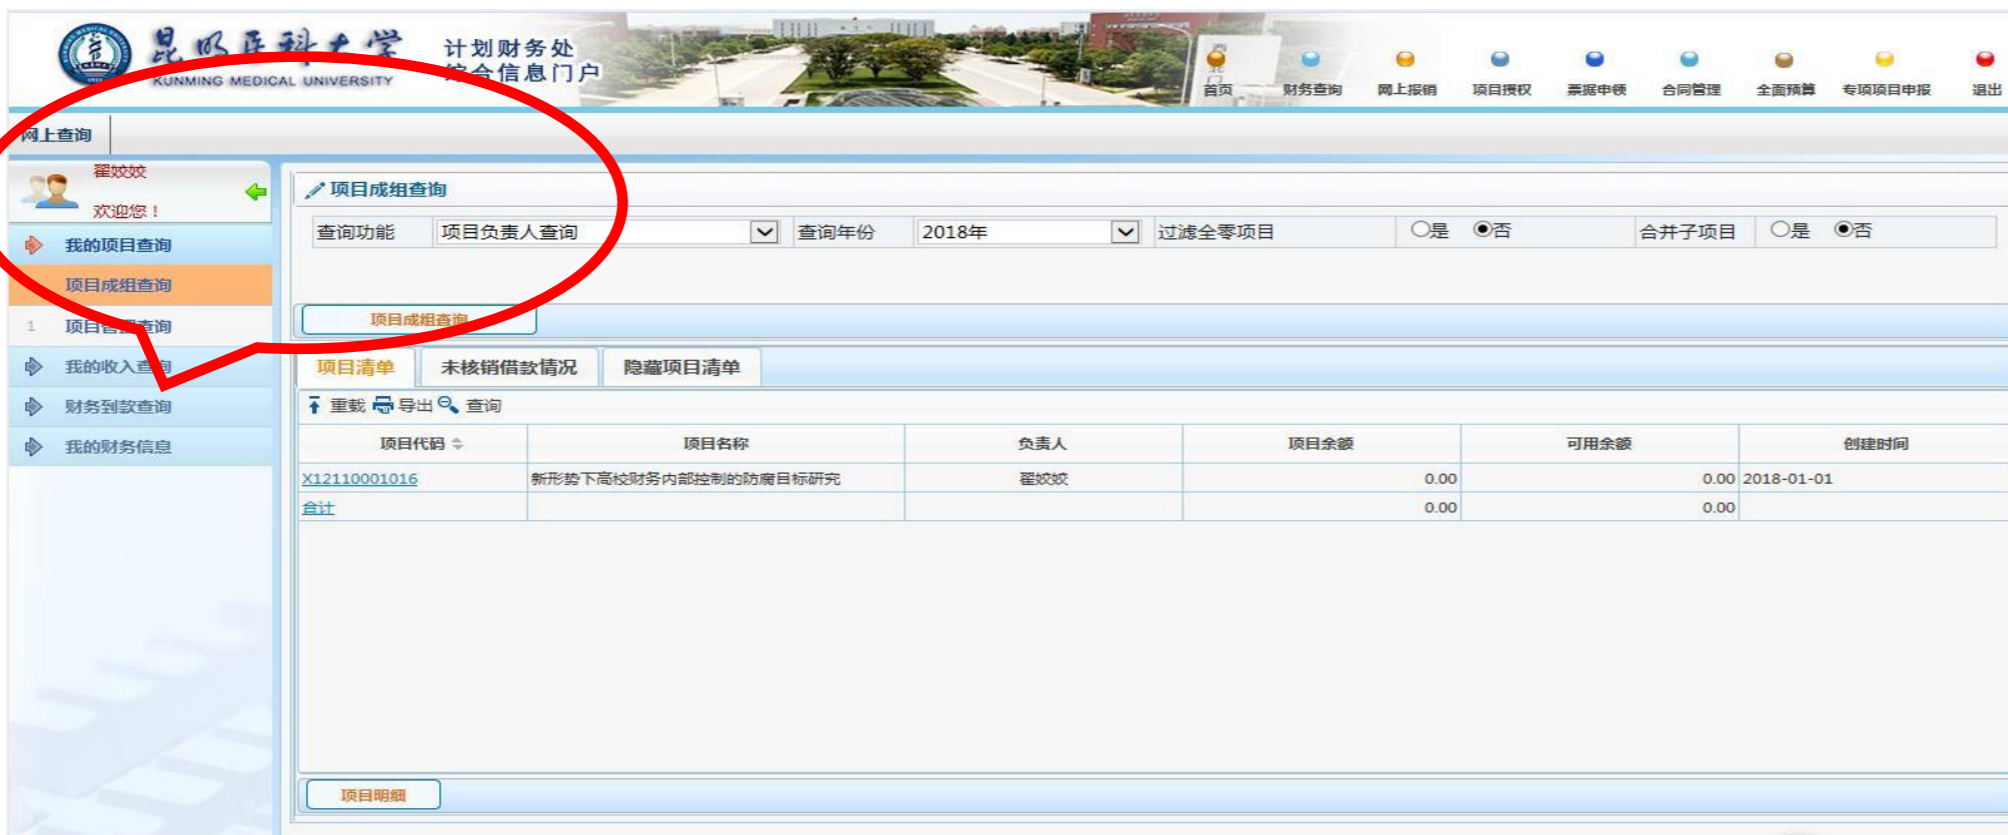 昆明医科大学
KUNMING MEDICAL UNIVERSITY
计划财务处
综合信息门户
首页 财务查询 网上报销 项目授权 票据申领 合同管理 全面预算 专项项目申报 退出
网上查询
翟姣姣
欢迎您！
我的项目查询
项目成组查询
1 项目管理查询
我的收入查询
财务到款查询
我的财务信息
项目成组查询
查询功能 项目负责人查询 查询年份 2018年 过滤全零项目 是 否 合并子项目 是 否
项目成组查询
项目清单 未核销借款情况 隐藏项目清单
重载 导出 查询
项目代码 项目名称 负责人 项目余额 可用余额 创建时间
X12110001016 新形势下高校财务内部控制的防腐目标研究 翟姣姣 0.00 0.00 2018-01-01
合计 0.00 0.00
项目明细